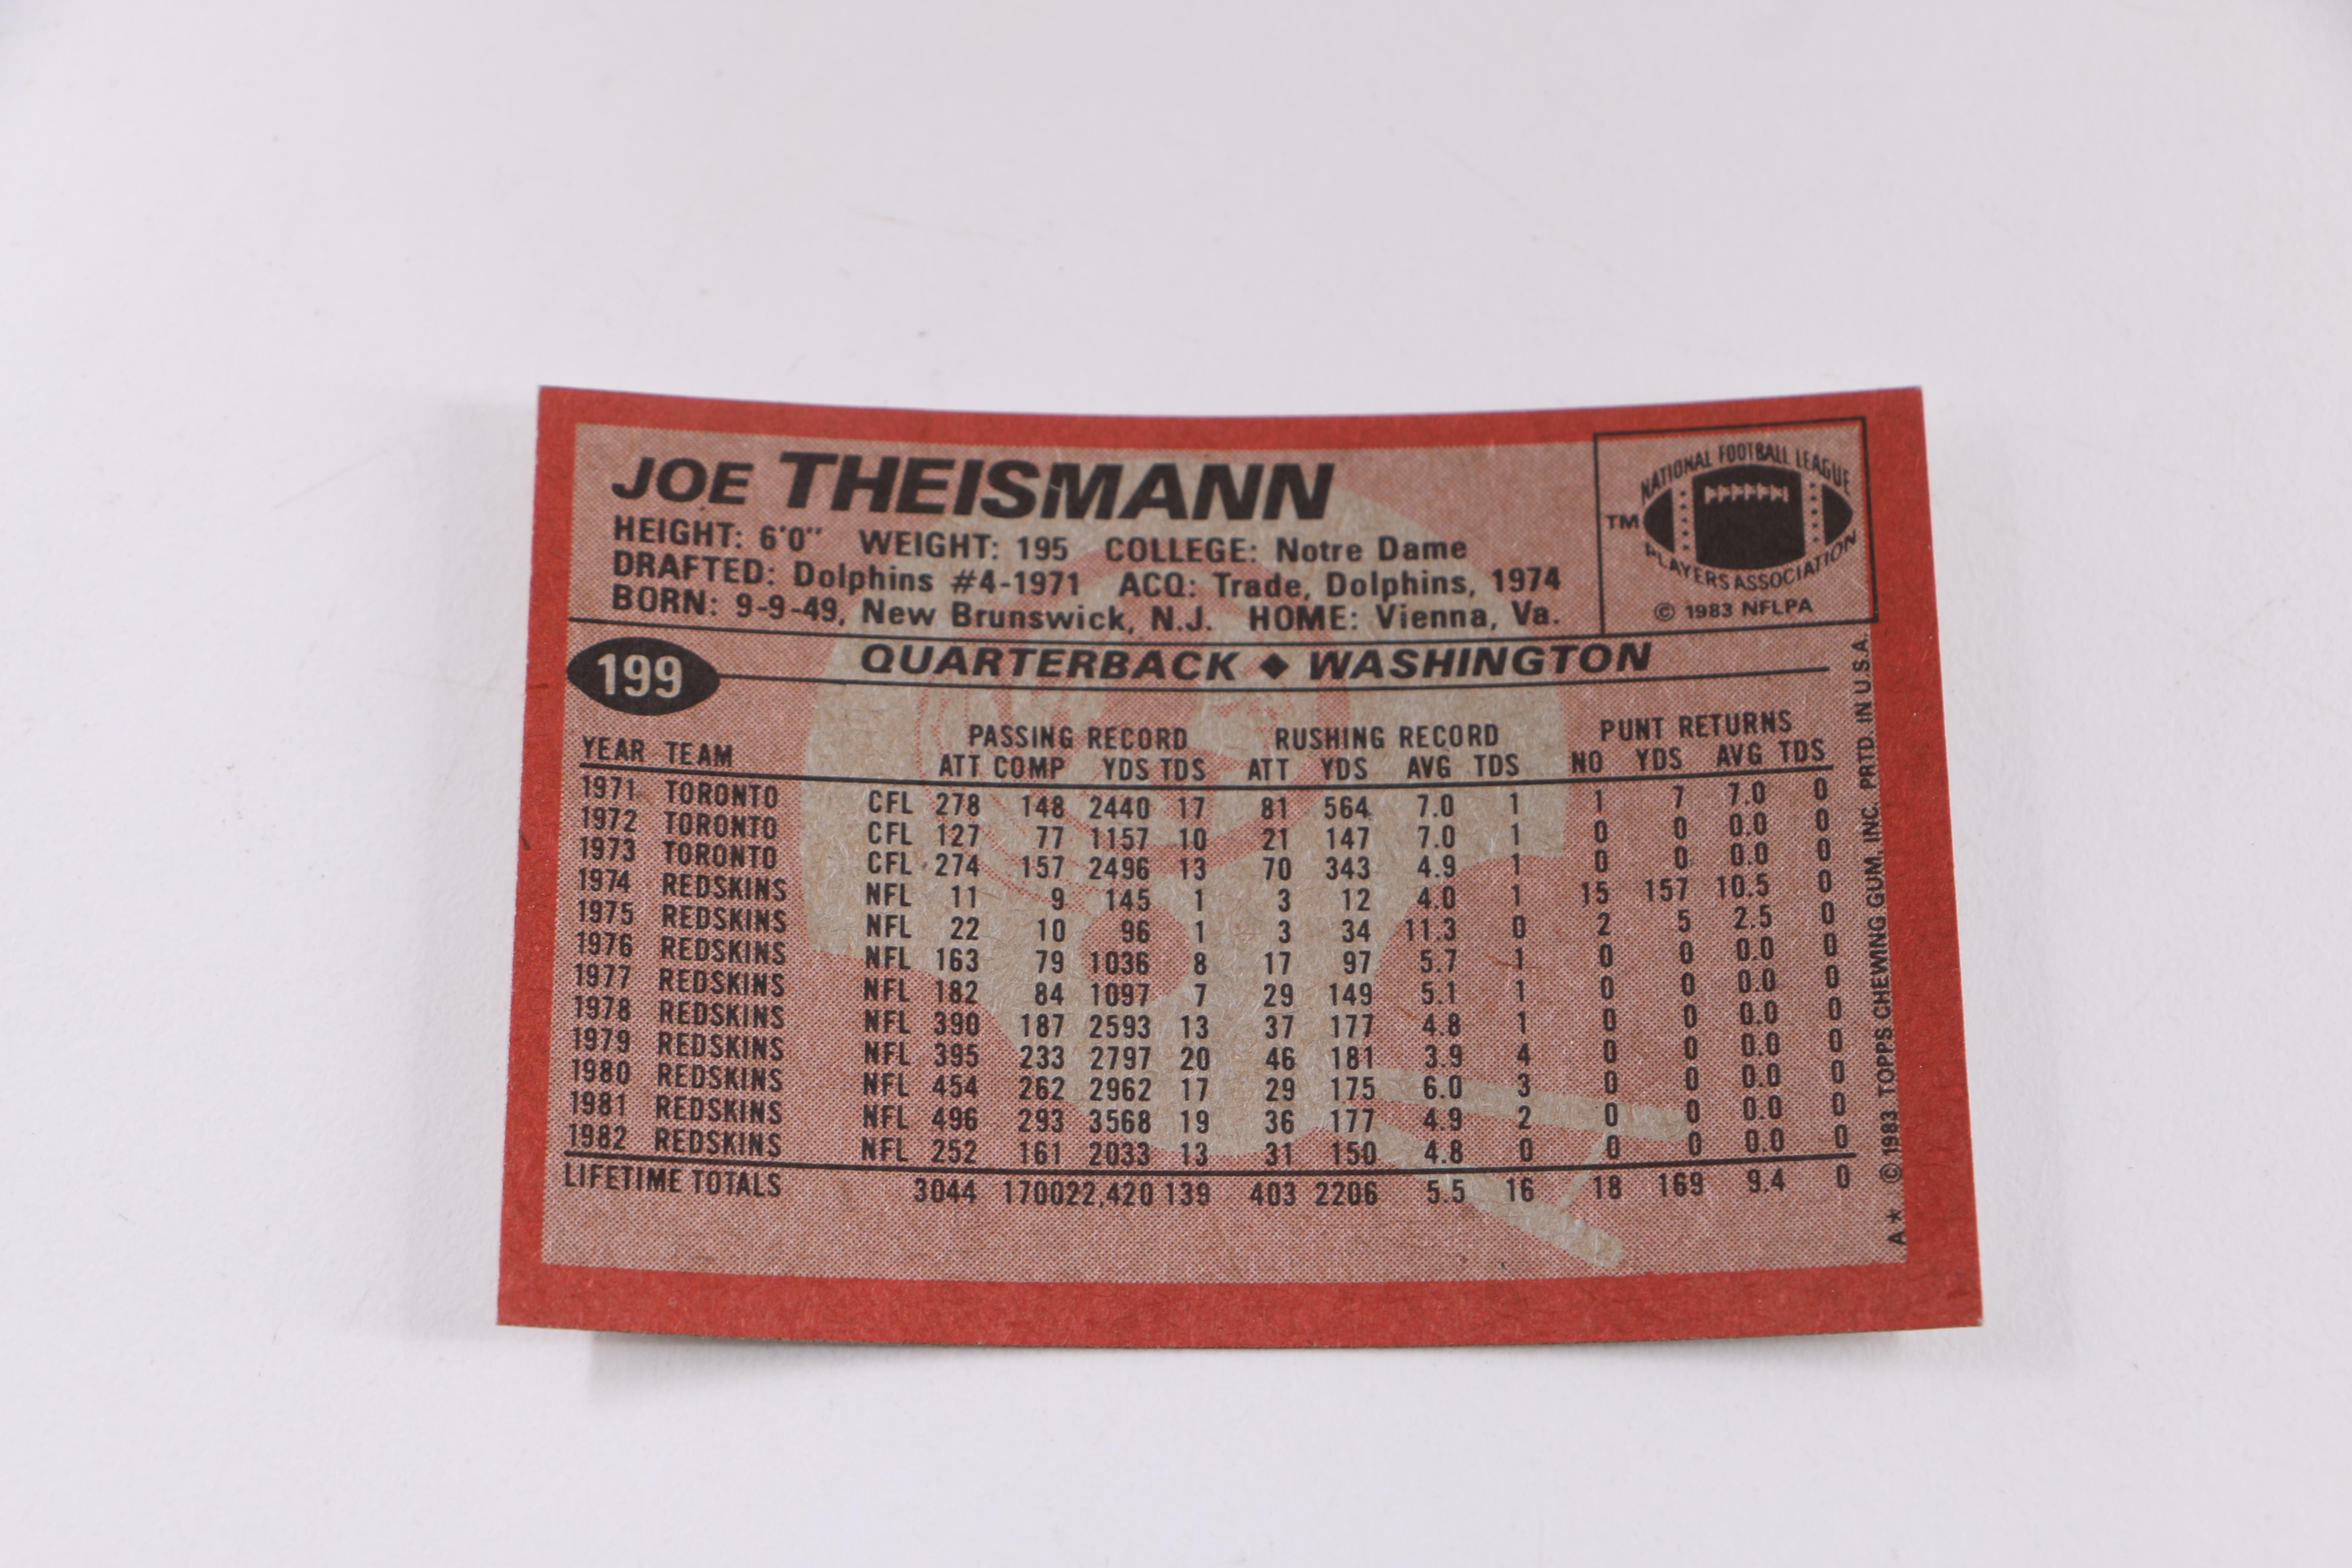 JOE THEISMANN
HEIGHT: 6'0" WEIGHT: 195 COLLEGE: Notre Dame
DRAFTED: Dolphins #4-1971 ACQ: Trade, Dolphins, 1974
BORN: 9-9-49, New Brunswick, N.J. HOME: Vienna, Va.
NATIONAL FOOTBALL LEAGUE
TM
PLAYERS ASSOCIATION
© 1983 NFLPA
199
QUARTERBACK ♦ WASHINGTON
PASSING RECORD RUSHING RECORD PUNT RETURNS
YEAR TEAM ATT COMP YDS TDS ATT YDS AVG TDS NO YDS AVG TDS
1971 TORONTO CFL 278 148 2440 17 81 564 7.0 1 1 7 7.0 0
1972 TORONTO CFL 127 77 1157 10 21 147 7.0 1 0 0 0.0 0
1973 TORONTO CFL 274 157 2496 13 70 343 4.9 1 0 0 0.0 0
1974 REDSKINS NFL 11 9 145 1 3 12 4.0 1 15 157 10.5 0
1975 REDSKINS NFL 22 10 96 1 3 34 11.3 0 2 5 2.5 0
1976 REDSKINS NFL 163 79 1036 8 17 97 5.7 1 0 0 0.0 0
1977 REDSKINS NFL 182 84 1097 7 29 149 5.1 1 0 0 0.0 0
1978 REDSKINS NFL 390 187 2593 13 37 177 4.8 1 0 0 0.0 0
1979 REDSKINS NFL 395 233 2797 20 46 181 3.9 4 0 0 0.0 0
1980 REDSKINS NFL 454 262 2962 17 29 175 6.0 3 0 0 0.0 0
1981 REDSKINS NFL 496 293 3568 19 36 177 4.9 2 0 0 0.0 0
1982 REDSKINS NFL 252 161 2033 13 31 150 4.8 0 0 0 0.0 0
LIFETIME TOTALS 3044 170022,420 139 403 2206 5.5 16 18 169 9.4 0
A* © 1983 TOPPS CHEWING GUM, INC. PRTD. IN U.S.A.